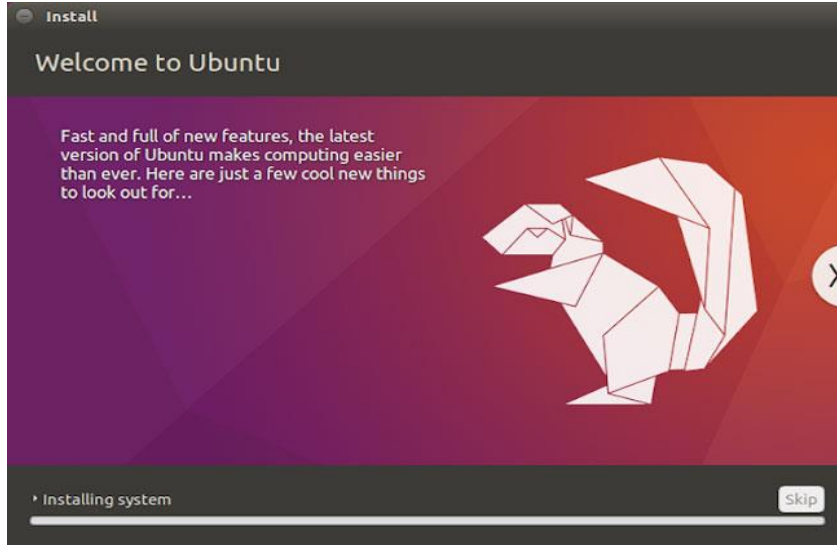 Install
Welcome to Ubuntu
Fast and full of new features, the latest
version of Ubuntu makes computing easier
than ever. Here are just a few cool new things
to look out for…
Installing system
Skip